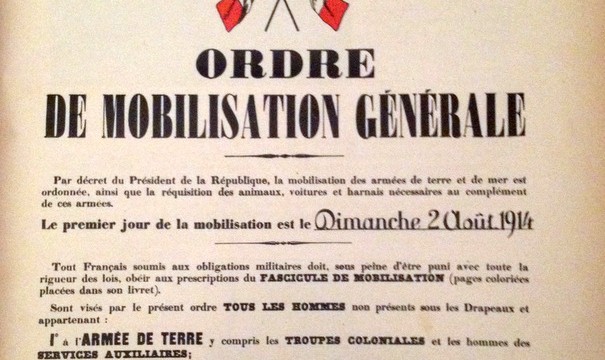 ORDRE
DE MOBILISATION GÉNÉRALE
Par décret du Président de la République, la mobilisation des armées de terre et de mer est
ordonnée, ainsi que la réquisition des animaux, voitures et harnais nécessaires au complément
de ces armées.
Le premier jour de la mobilisation est le Dimanche 2 Août 1914
Tout Français soumis aux obligations militaires doit, sous peine d'être puni avec toute la
rigueur des lois, obéir aux prescriptions du FASCICULE DE MOBILISATION (pages coloriées
placées dans son livret).
Sont visés par le présent ordre TOUS LES HOMMES non présents sous les Drapeaux et
appartenant :
1° à l'ARMÉE DE TERRE y compris les TROUPES COLONIALES et les hommes des
SERVICES AUXILIAIRES;